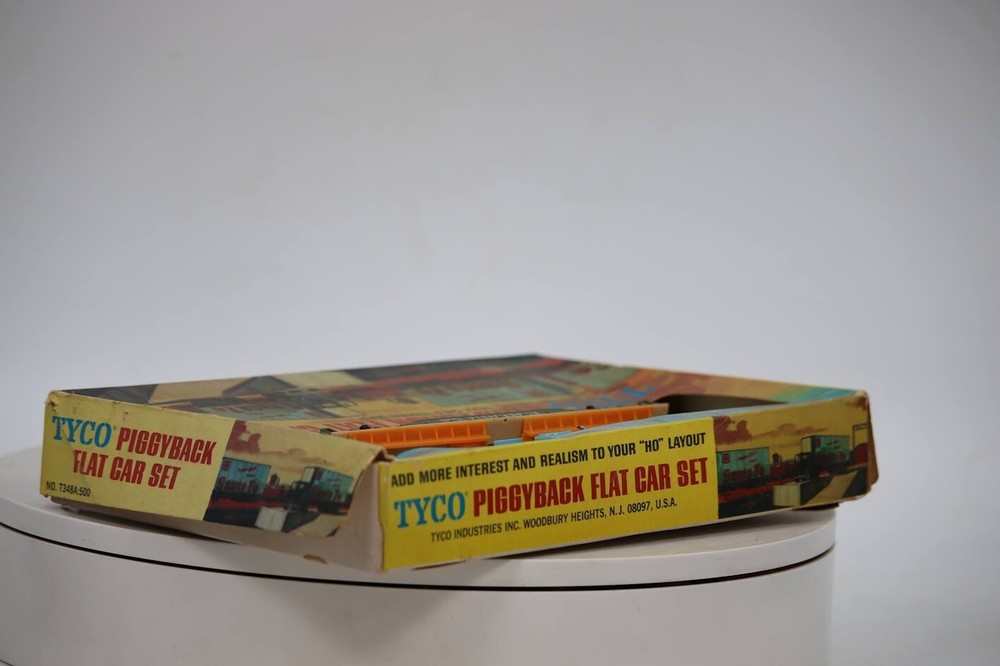 TYCO® PIGGYBACK
FLAT CAR SET
NO. T348A:500
ADD MORE INTEREST AND REALISM TO YOUR "HO" LAYOUT
TYCO® PIGGYBACK FLAT CAR SET
TYCO INDUSTRIES INC. WOODBURY HEIGHTS, N.J. 08097, U.S.A.